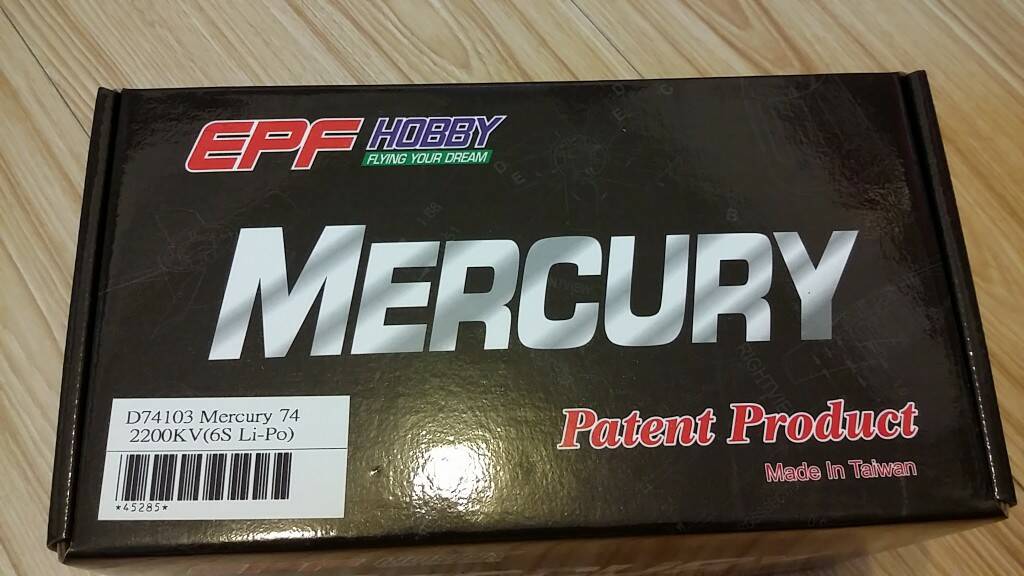 EPF HOBBY
FLYING YOUR DREAM
MERCURY
D74103 Mercury 74
2200KV(6S Li-Po)
*45285*
Patent Product
Made In Taiwan